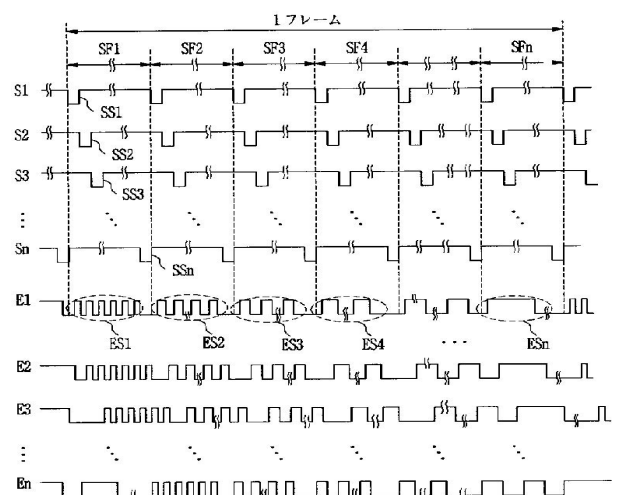 1フレーム
SF1 SF2 SF3 SF4 SFn
S1
SS1
S2
SS2
S3
SS3
Sn
SSn
E1
ES1 ES2 ES3 ES4 ESn
E2
E3
En